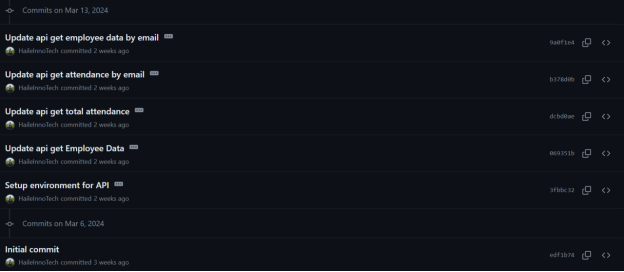 Commits on Mar 13, 2024
Update api get employee data by email
HaileInnoTech committed 2 weeks ago
9a0f1e4
Update api get attendance by email
HaileInnoTech committed 2 weeks ago
b378d0b
Update api get total attendance
HaileInnoTech committed 2 weeks ago
dcbd0ae
Update api get Employee Data
HaileInnoTech committed 2 weeks ago
069351b
Setup environment for API
HaileInnoTech committed 2 weeks ago
3fbbc32
Commits on Mar 6, 2024
Initial commit
HaileInnoTech committed 3 weeks ago
edf1b74